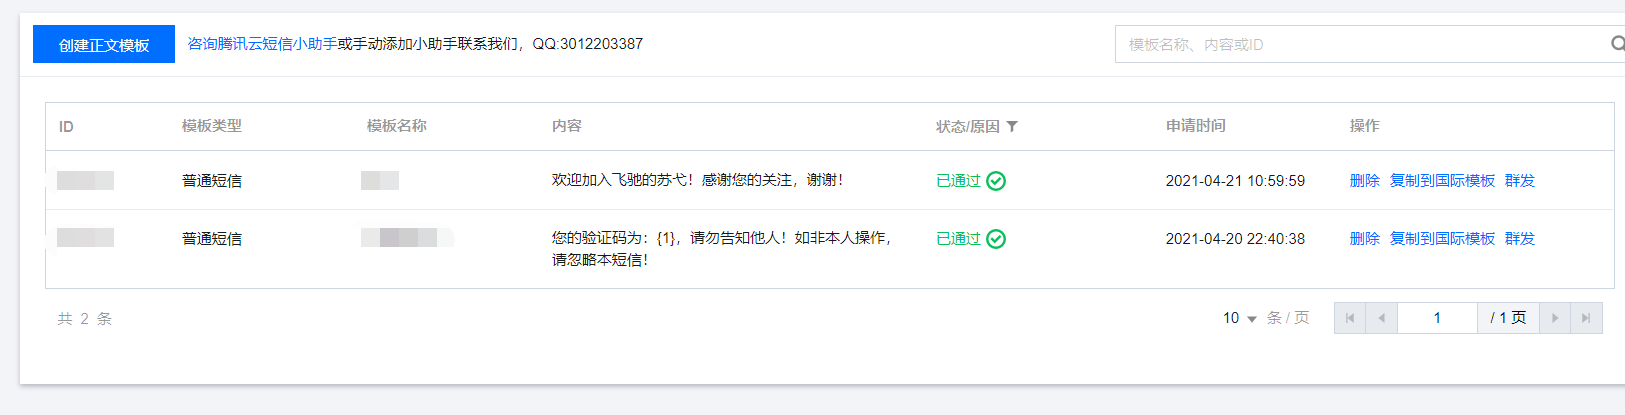 创建正文模板 咨询腾讯云短信小助手或手动添加小助手联系我们，QQ:3012203387 模板名称、内容或ID
ID 模板类型 模板名称 内容 状态/原因 申请时间 操作
普通短信 欢迎加入飞驰的苏弋！感谢您的关注，谢谢！ 已通过 2021-04-21 10:59:59 删除 复制到国际模板 群发
普通短信 您的验证码为：{1}，请勿告知他人！如非本人操作， 已通过 2021-04-20 22:40:38 删除 复制到国际模板 群发
请忽略本短信！
共 2 条 10 条 / 页 1 / 1 页